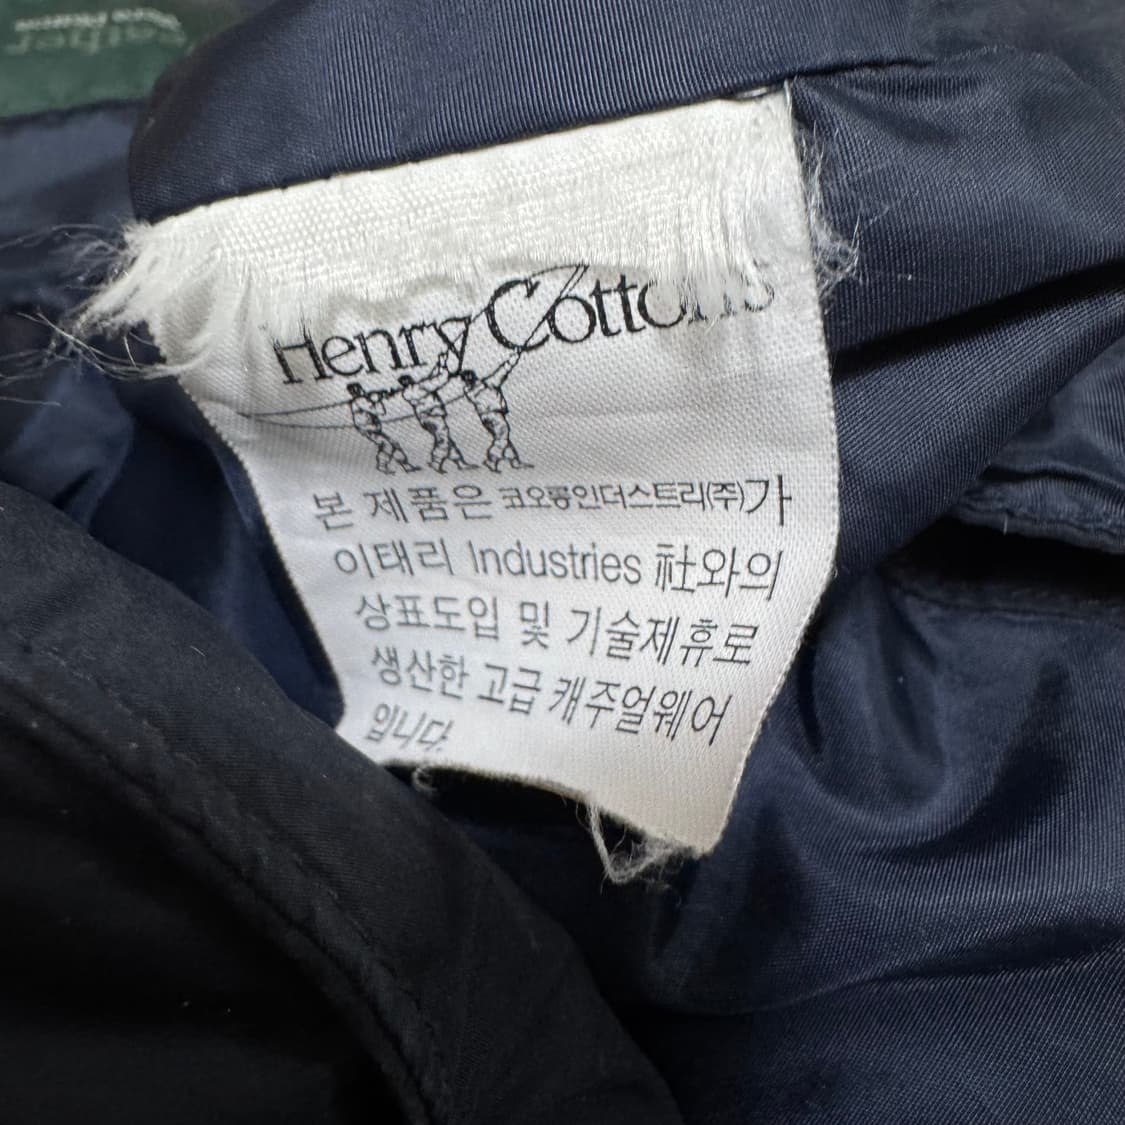 Henry Cotton's
본 제품은 코오롱인더스트리(주)가
이태리 Industries 社와의
상표도입 및 기술제휴로
생산한 고급 캐주얼웨어
입니다.